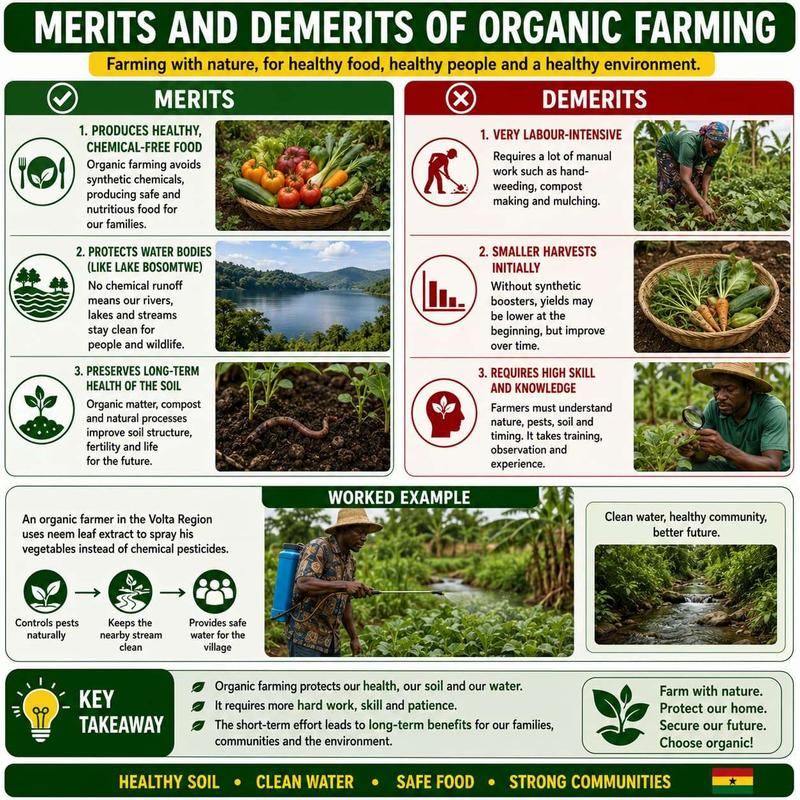 MERITS AND DEMERITS OF ORGANIC FARMING
Farming with nature, for healthy food, healthy people and a healthy environment.
MERITS
1. PRODUCES HEALTHY,
CHEMICAL-FREE FOOD
Organic farming avoids
synthetic chemicals,
producing safe and
nutritious food for
our families.
2. PROTECTS WATER BODIES
(LIKE LAKE BOSOMTWE)
No chemical runoff
means our rivers,
lakes and streams
stay clean for
people and wildlife.
3. PRESERVES LONG-TERM
HEALTH OF THE SOIL
Organic matter, compost
and natural processes
improve soil structure,
fertility and life
for the future.
DEMERITS
1. VERY LABOUR-INTENSIVE
Requires a lot of manual
work such as hand-
weeding, compost
making and mulching.
2. SMALLER HARVESTS
INITIALLY
Without synthetic
boosters, yields may
be lower at the
beginning, but improve
over time.
3. REQUIRES HIGH SKILL
AND KNOWLEDGE
Farmers must understand
nature, pests, soil and
timing. It takes training,
observation and
experience.
WORKED EXAMPLE
An organic farmer in the Volta Region
uses neem leaf extract to spray his
vegetables instead of chemical pesticides.
Controls pests
naturally
Keeps the
nearby stream
clean
Provides safe
water for the
village
Clean water, healthy community,
better future.
KEY
TAKEAWAY
Organic farming protects our health, our soil and our water.
It requires more hard work, skill and patience.
The short-term effort leads to long-term benefits for our families,
communities and the environment.
Farm with nature.
Protect our home.
Secure our future.
Choose organic!
HEALTHY SOIL • CLEAN WATER • SAFE FOOD • STRONG COMMUNITIES